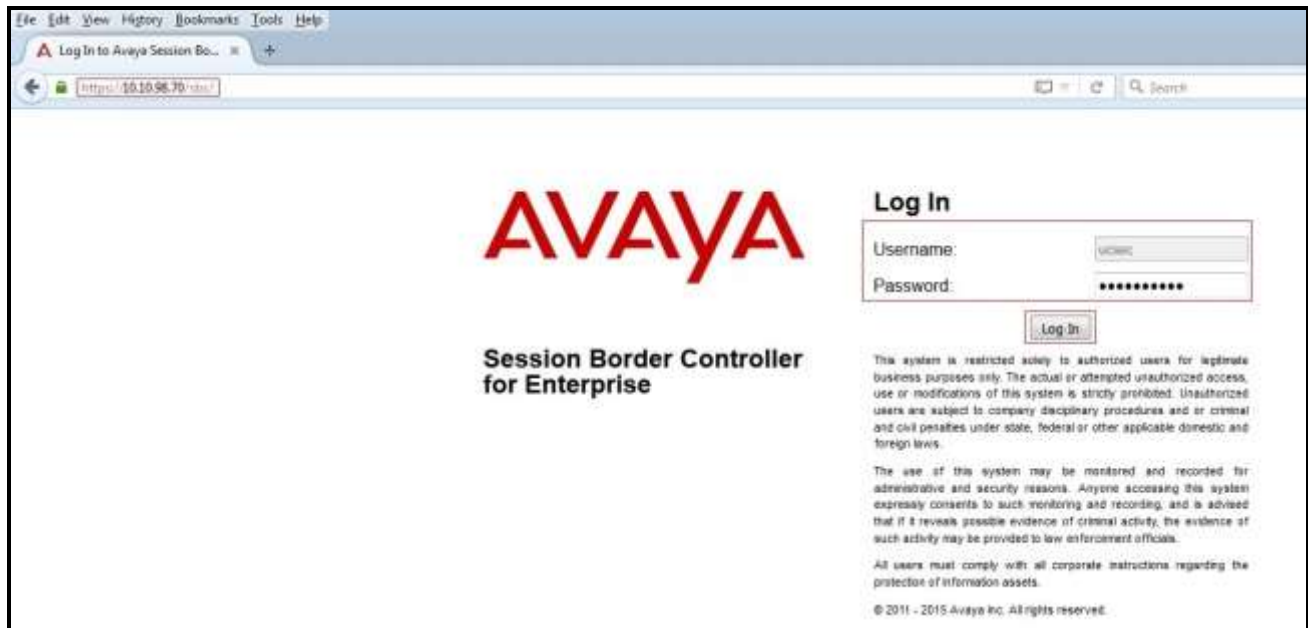 File Edit View History Bookmarks Tools Help
Log In to Avaya Session Bo...
https://10.10.98.70/sbc/
Search
AVAYA
Log In
Username:
Password:
Log In
Session Border Controller
for Enterprise
This system is restricted solely to authorized users for legitimate
business purposes only. The actual or attempted unauthorized access,
use or modifications of this system is strictly prohibited. Unauthorized
users are subject to company disciplinary procedures and or criminal
and civil penalties under state, federal or other applicable domestic and
foreign laws.
The use of this system may be monitored and recorded for
administrative and security reasons. Anyone accessing this system
expressly consents to such monitoring and recording, and is advised
that if it reveals possible evidence of criminal activity, the evidence of
such activity may be provided to law enforcement officials.
All users must comply with all corporate instructions regarding the
protection of information assets.
© 2011 - 2015 Avaya Inc. All rights reserved.